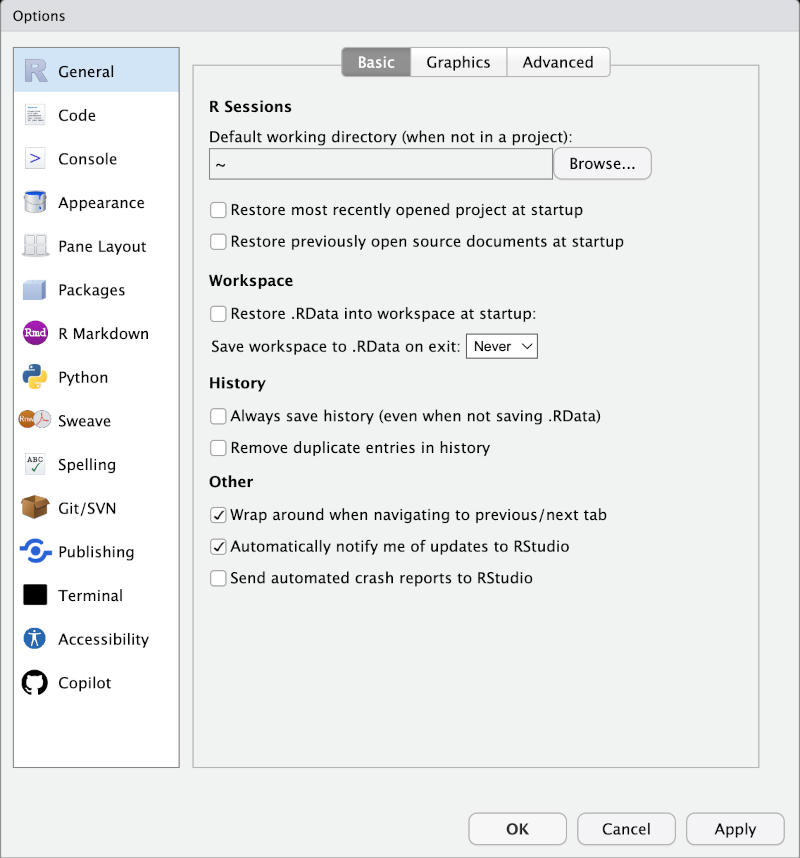 Options
General
Code
Console
Appearance
Pane Layout
Packages
R Markdown
Python
Sweave
Spelling
Git/SVN
Publishing
Terminal
Accessibility
Copilot
R
>
Rmd
Rnw
ABC
Basic Graphics Advanced
R Sessions
Default working directory (when not in a project):
~ Browse...
Restore most recently opened project at startup
Restore previously open source documents at startup
Workspace
Restore .RData into workspace at startup:
Save workspace to .RData on exit: Never
History
Always save history (even when not saving .RData)
Remove duplicate entries in history
Other
Wrap around when navigating to previous/next tab
Automatically notify me of updates to RStudio
Send automated crash reports to RStudio
OK Cancel Apply